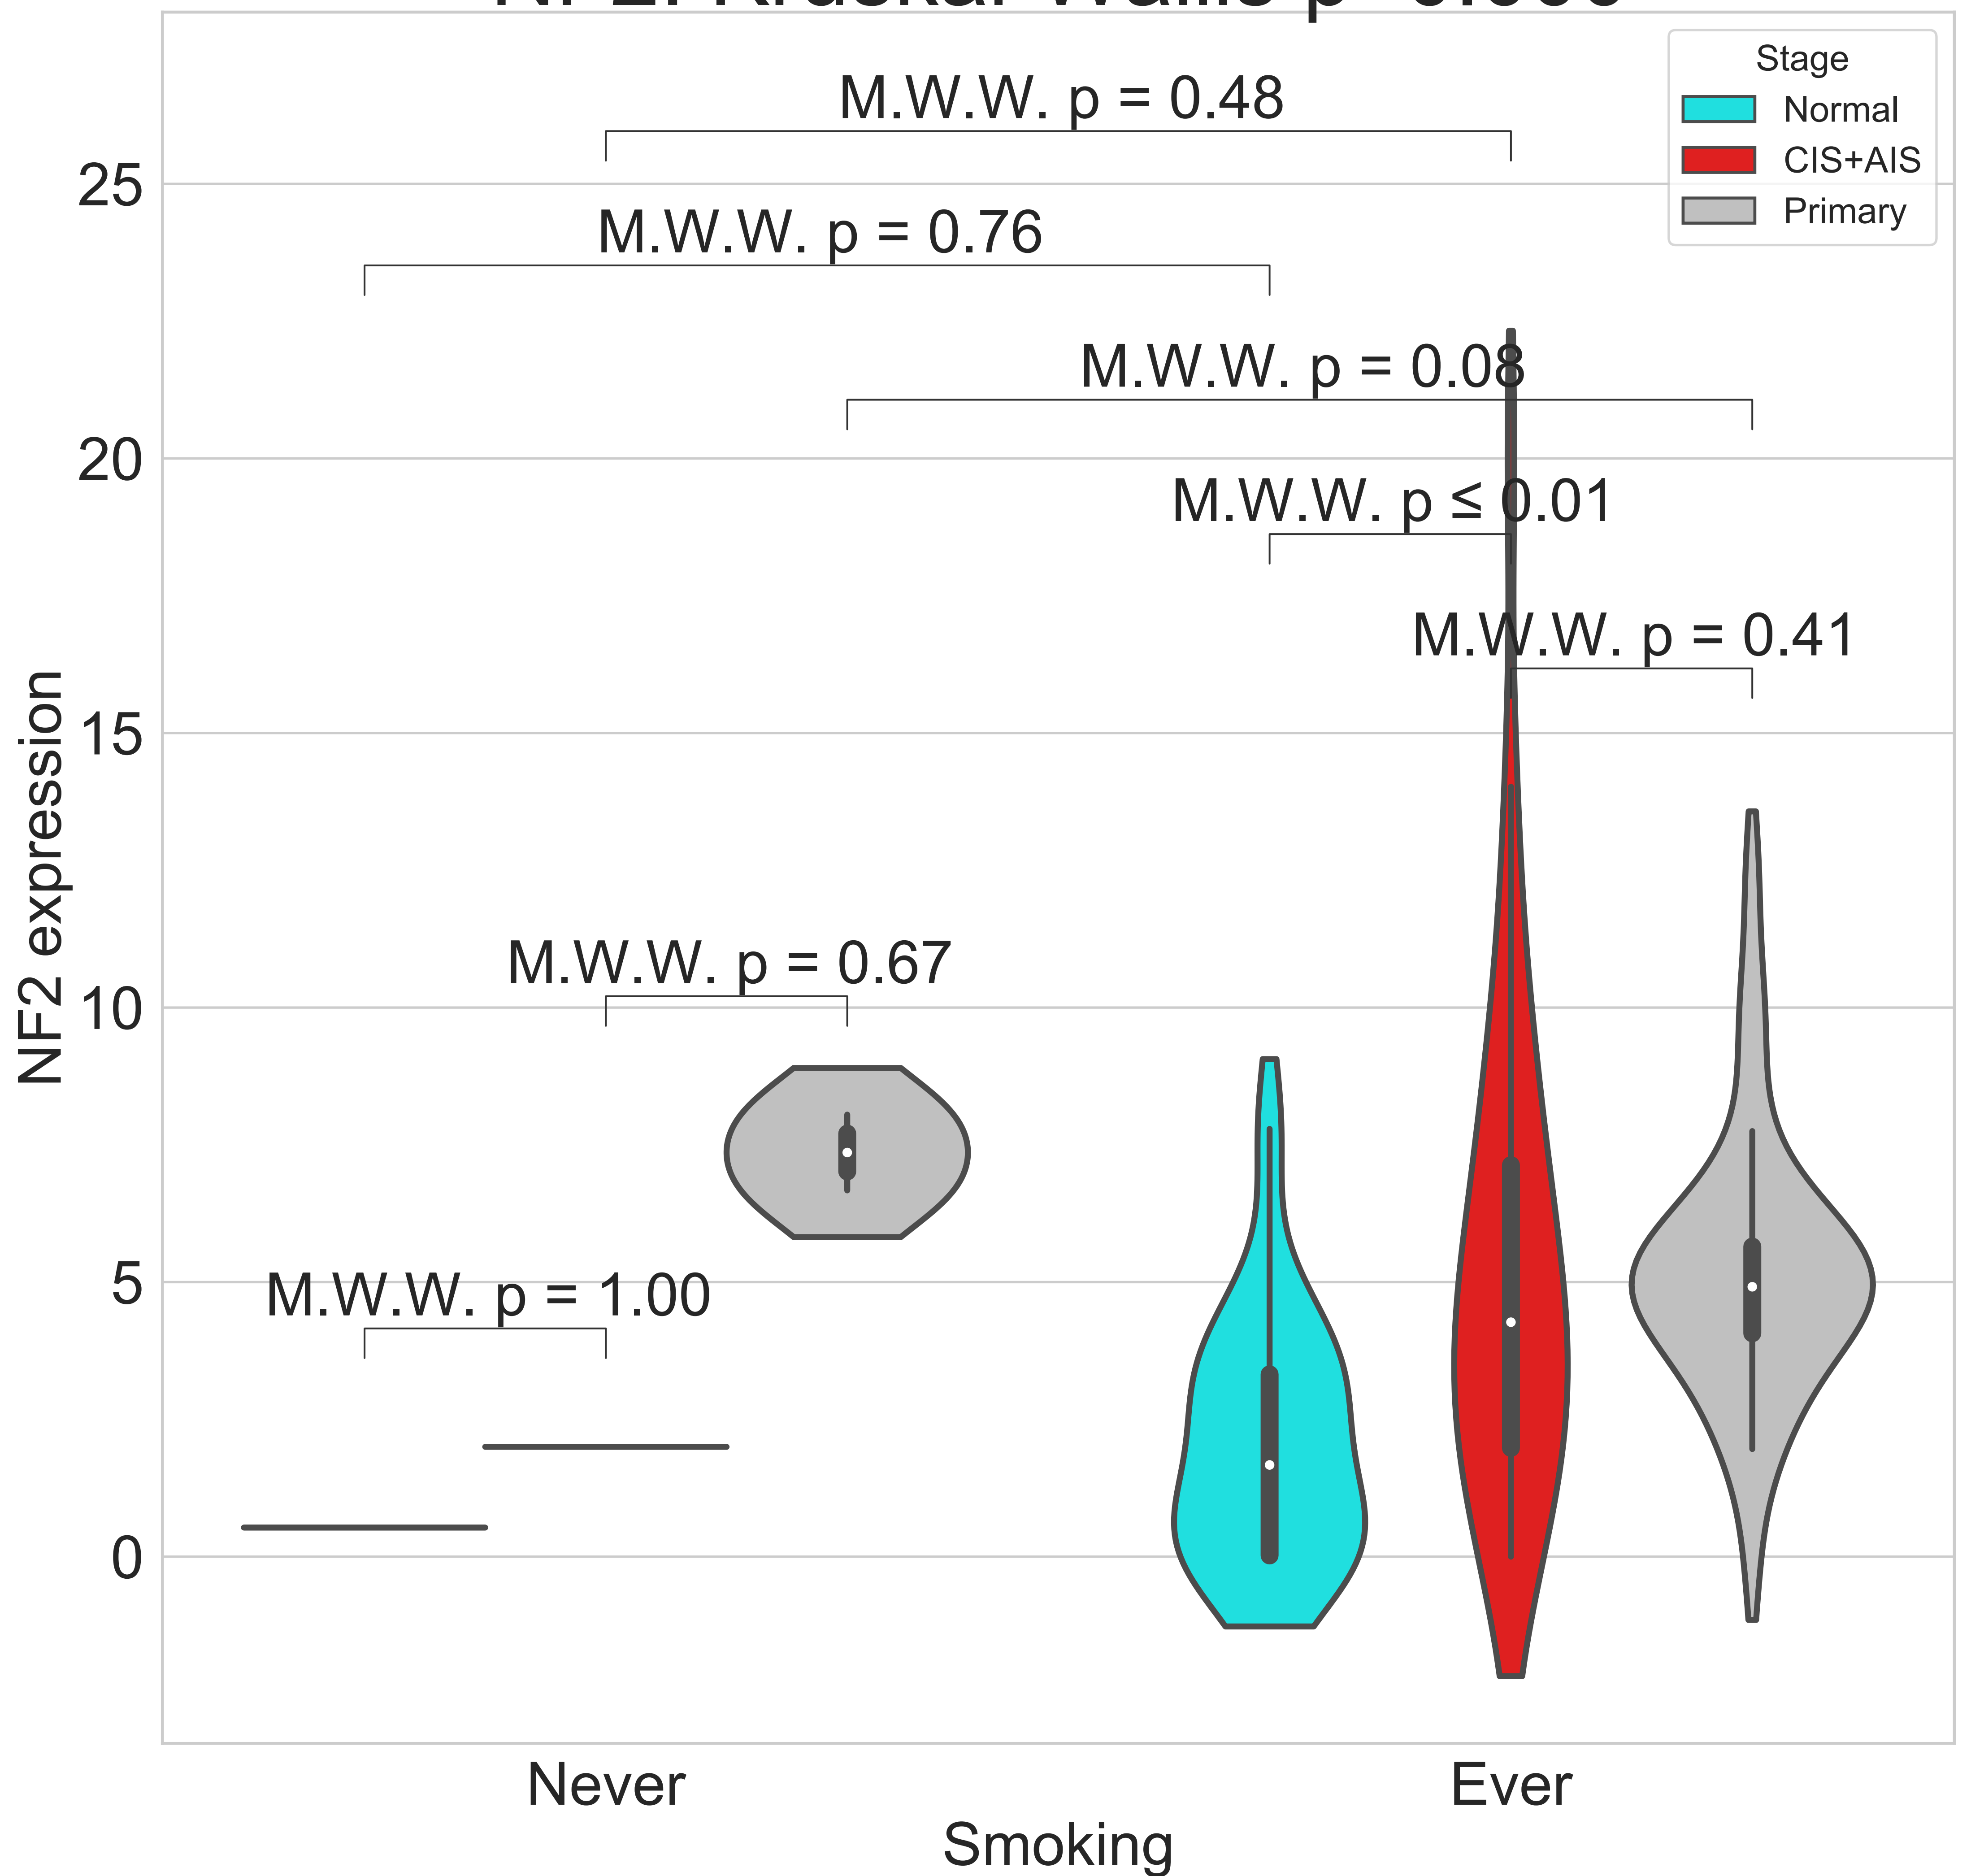 Stage
Normal
CIS+AIS
Primary
M.W.W. p = 0.48
M.W.W. p = 0.76
M.W.W. p = 0.08
M.W.W. p ≤ 0.01
M.W.W. p = 0.41
M.W.W. p = 0.67
M.W.W. p = 1.00
25
20
15
10
5
0
NF2 expression
Never
Ever
Smoking